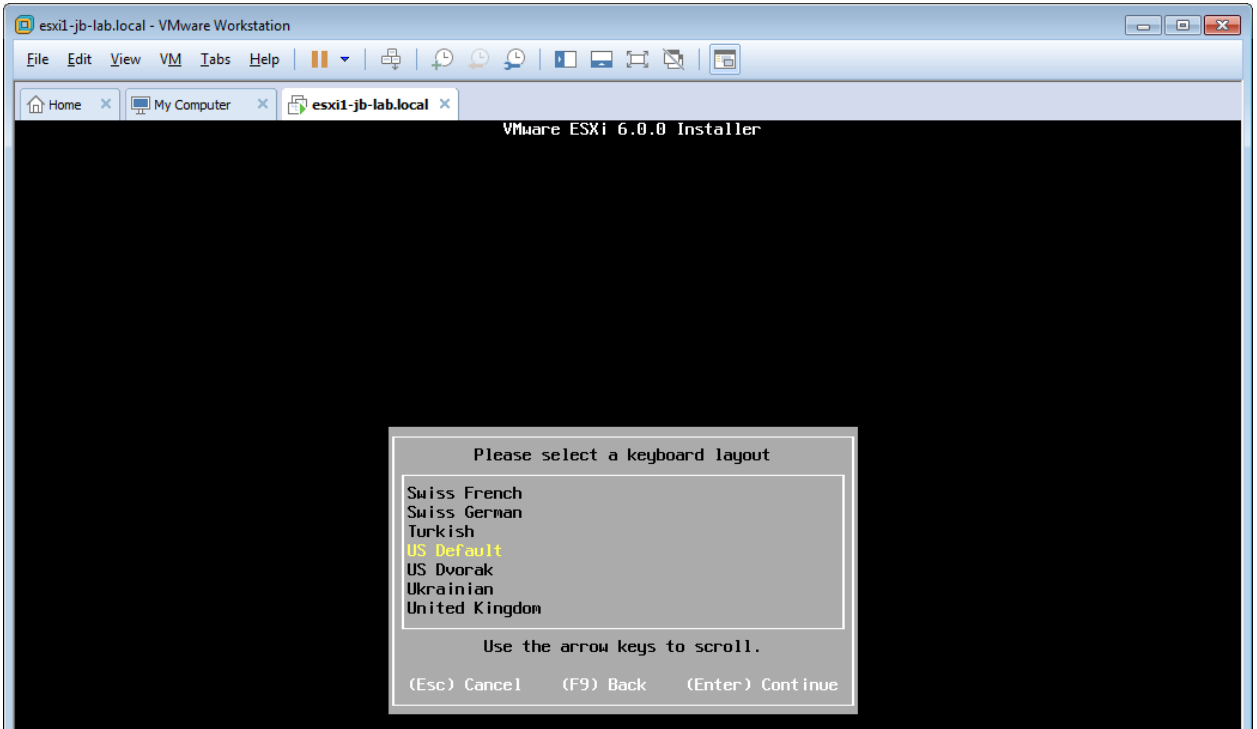 esxi1-jb-lab.local - VMware Workstation
File Edit View VM Tabs Help
Home My Computer esxi1-jb-lab.local
VMware ESXi 6.0.0 Installer
Please select a keyboard layout
Swiss French
Swiss German
Turkish
US Default
US Dvorak
Ukrainian
United Kingdom
Use the arrow keys to scroll.
(Esc) Cancel (F9) Back (Enter) Continue